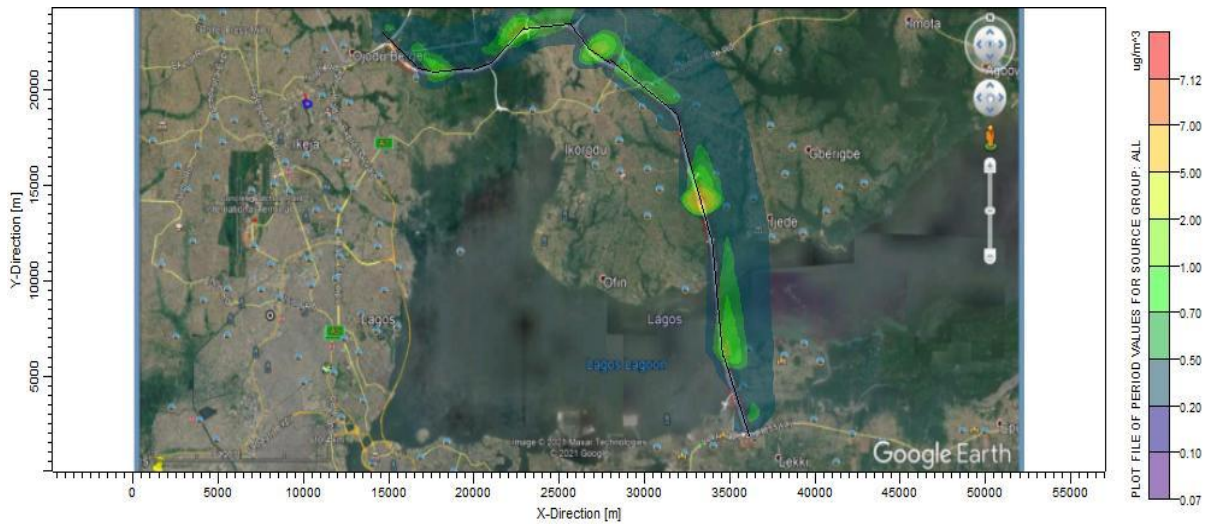 Imota
Ojodu Berger
Agbow
Ikeja
Ikorodu
Gberigbe
Ijede
Ofin
Lagos
Lagos
Lagos Lagoon
Image © 2021 Maxar Technologies
© 2021 Google
Google Earth
Lekki
Y-Direction [m]
20000
15000
10000
5000
0
0 5000 10000 15000 20000 25000 30000 35000 40000 45000 50000 55000
X-Direction [m]
PLOT FILE OF PERIOD VALUES FOR SOURCE GROUP: ALL
ug/m^3
7.12
7.00
5.00
2.00
1.00
0.70
0.50
0.20
0.10
0.07